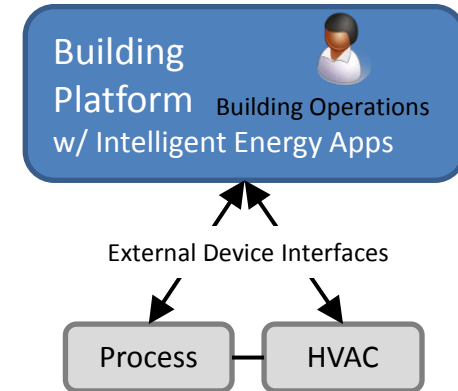 Building
Platform
Building Operations
w/ Intelligent Energy Apps
External Device Interfaces
Process
HVAC